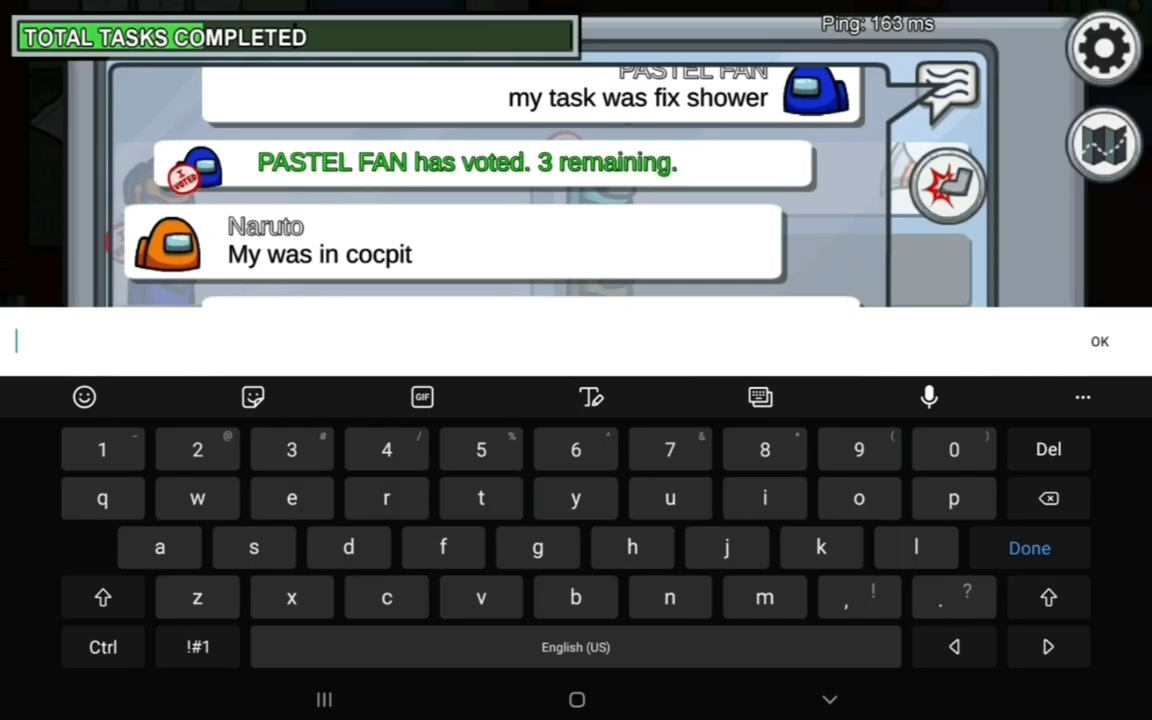 TOTAL TASKS COMPLETED
Ping: 163 ms
PASTEL FAN
my task was fix shower
I VOTED
PASTEL FAN has voted. 3 remaining.
Naruto
My was in cocpit
OK
GIF
1 - 2 @ 3 # 4 / 5 % 6 ^ 7 & 8 * 9 ( 0 ) Del
q w e r t y u i o p
a s d f g h j k l Done
z x c v b n m , ! . ?
Ctrl !#1 English (US)